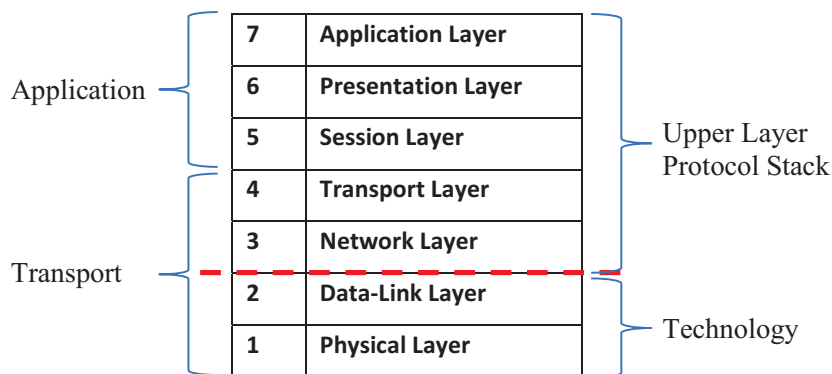 7 Application Layer
6 Presentation Layer
5 Session Layer
4 Transport Layer
3 Network Layer
2 Data-Link Layer
1 Physical Layer
Application
Transport
Upper Layer
Protocol Stack
Technology